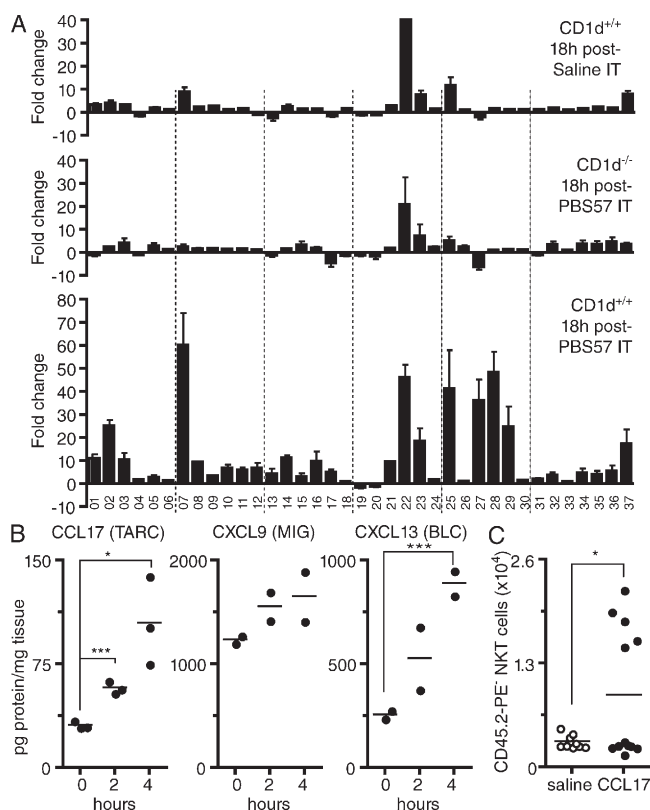 A
CD1d+/+
18h post-
Saline IT
Fold change
40
30
20
10
0
-10
CD1d-/-
18h post-
PBS57 IT
Fold change
40
30
20
10
0
-10
CD1d+/+
18h post-
PBS57 IT
Fold change
80
70
60
50
40
30
20
10
0
-10
01 02 03 04 05 06 07 08 09 10 11 12 13 14 15 16 17 18 19 20 21 22 23 24 25 26 27 28 29 30 31 32 33 34 35 36 37
B
CCL17 (TARC)
pg protein/mg tissue
150
75
0
*
***
0 2 4
hours
CXCL9 (MIG)
2000
1000
0
0 2 4
hours
CXCL13 (BLC)
1000
500
0
***
0 2 4
hours
C
CD45.2-PE- NKT cells (x10⁴)
2.6
1.3
0
*
saline CCL17